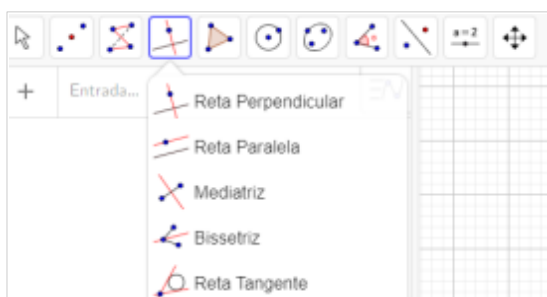 a=2
+ Entrada...
Reta Perpendicular
Reta Paralela
Mediatriz
Bissetriz
Reta Tangente